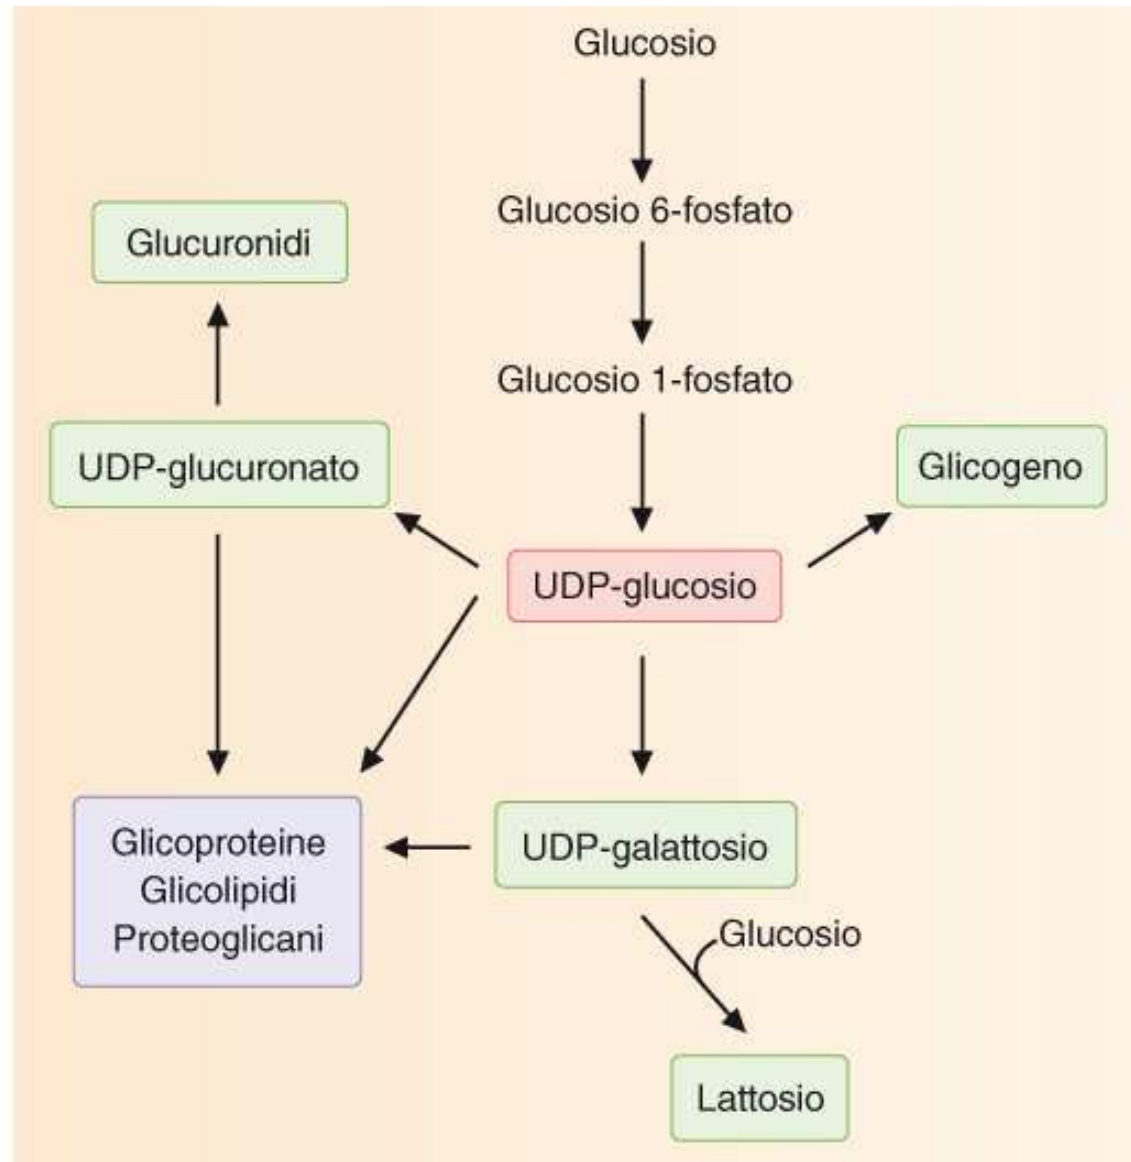 Glucosio
Glucosio 6-fosfato
Glucuronidi
Glucosio 1-fosfato
UDP-glucuronato
Glicogeno
UDP-glucosio
Glicoproteine
Glicolipidi
Proteoglicani
UDP-galattosio
Glucosio
Lattosio